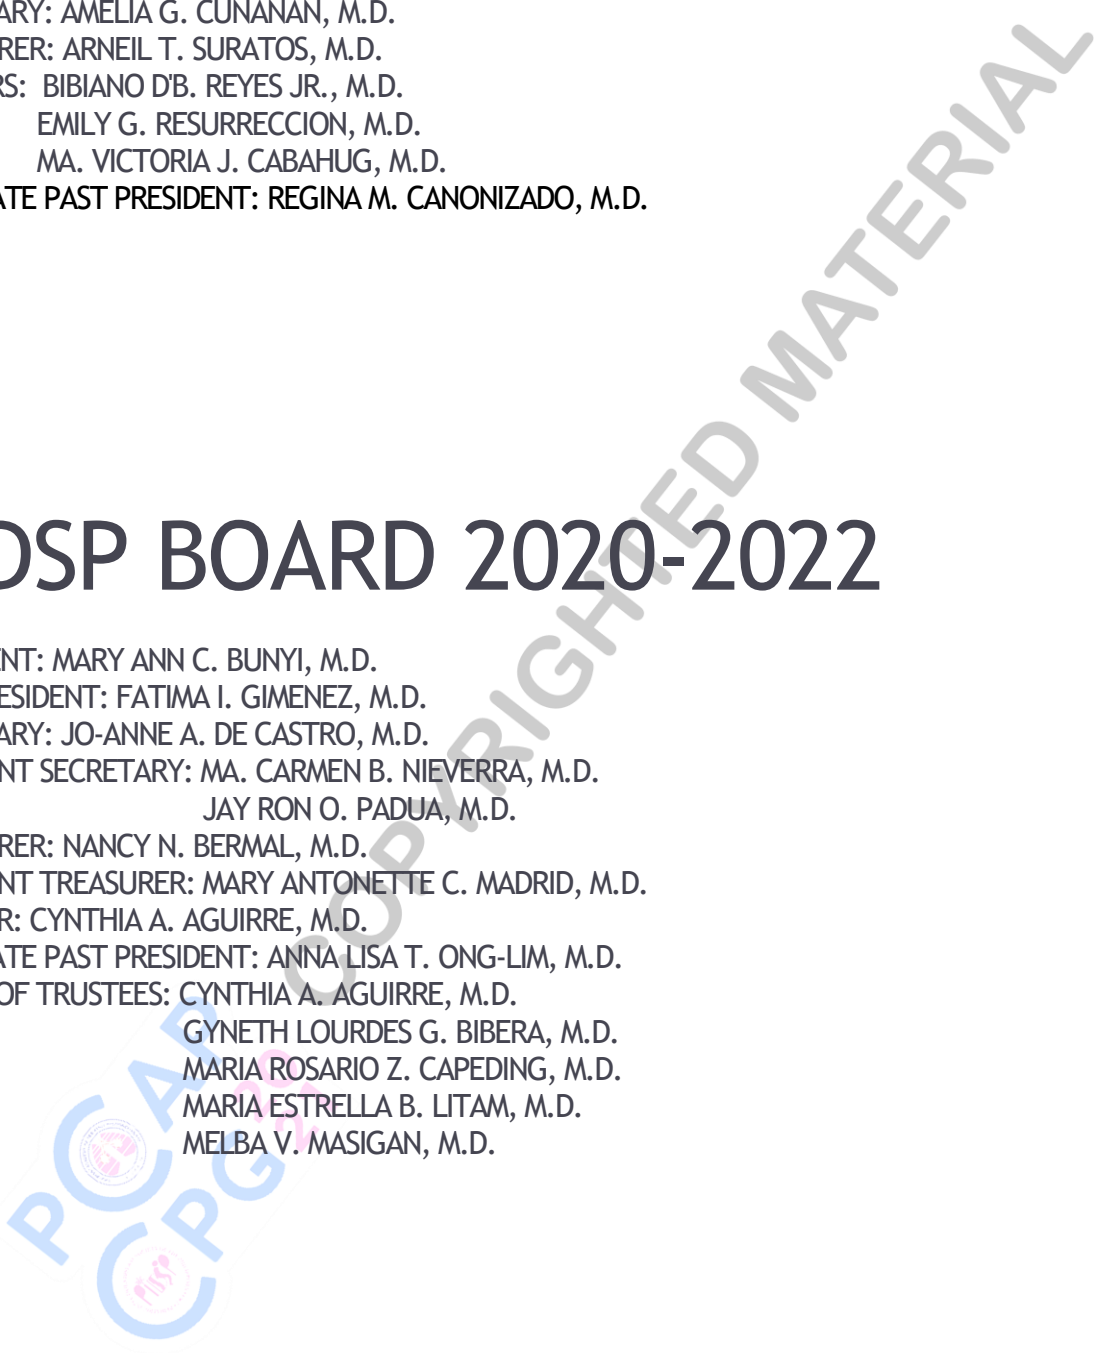 ARY: AMELIA G. CUNANAN, M.D.
RER: ARNEIL T. SURATOS, M.D.
RS: BIBIANO D'B. REYES JR., M.D.
EMILY G. RESURRECCION, M.D.
MA. VICTORIA J. CABAHUG, M.D.
ATE PAST PRESIDENT: REGINA M. CANONIZADO, M.D.
DSP BOARD 2020-2022
ENT: MARY ANN C. BUNYI, M.D.
ESIDENT: FATIMA I. GIMENEZ, M.D.
ARY: JO-ANNE A. DE CASTRO, M.D.
NT SECRETARY: MA. CARMEN B. NIEVERRA, M.D.
JAY RON O. PADUA, M.D.
RER: NANCY N. BERMAL, M.D.
NT TREASURER: MARY ANTONETTE C. MADRID, M.D.
R: CYNTHIA A. AGUIRRE, M.D.
ATE PAST PRESIDENT: ANNA LISA T. ONG-LIM, M.D.
OF TRUSTEES: CYNTHIA A. AGUIRRE, M.D.
GYNETH LOURDES G. BIBERA, M.D.
MARIA ROSARIO Z. CAPEDING, M.D.
MARIA ESTRELLA B. LITAM, M.D.
MELBA V. MASIGAN, M.D.
COPYRIGHTED MATERIAL
PCAP
CPG
2021
PIDSP